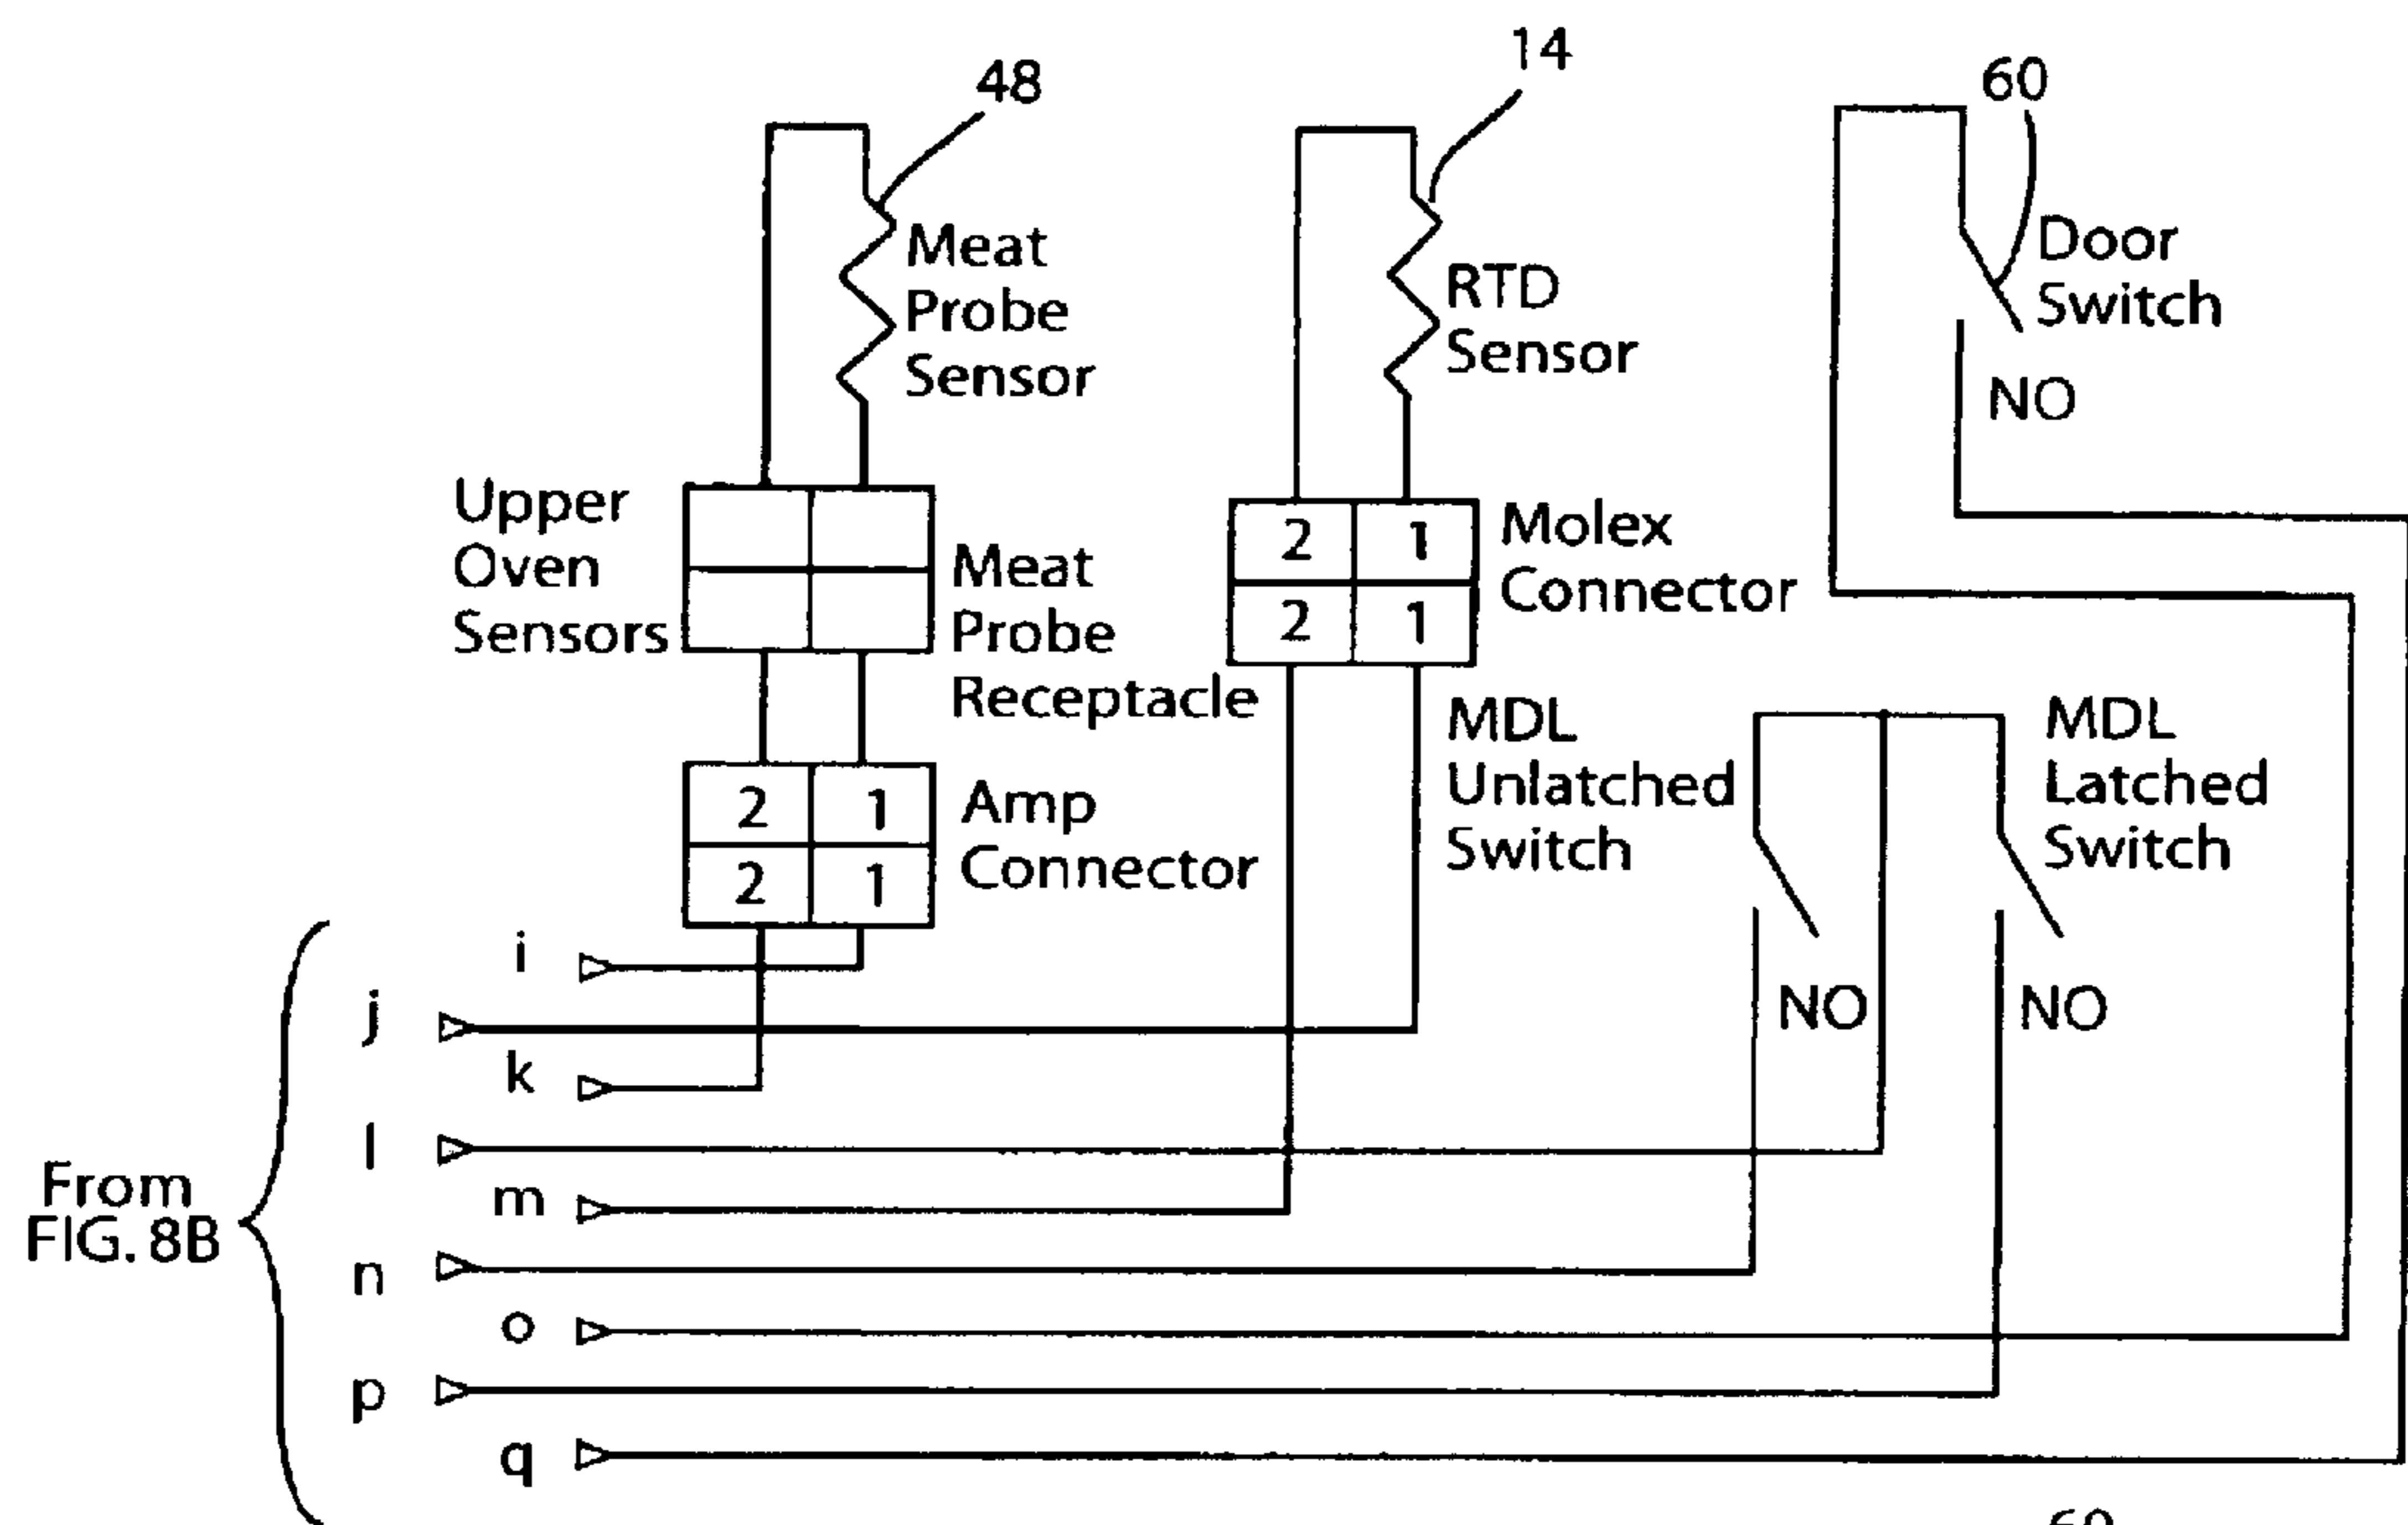 48
14
60
Meat
Probe
Sensor
RTD
Sensor
Door
Switch
NO
Upper
Oven
Sensors
Meat
Probe
Receptacle
2 1
2 1
Molex
Connector
2 1
2 1
Amp
Connector
MDL
Unlatched
Switch
MDL
Latched
Switch
NO
NO
i
j
k
l
m
n
o
p
q
From
FIG. 8B